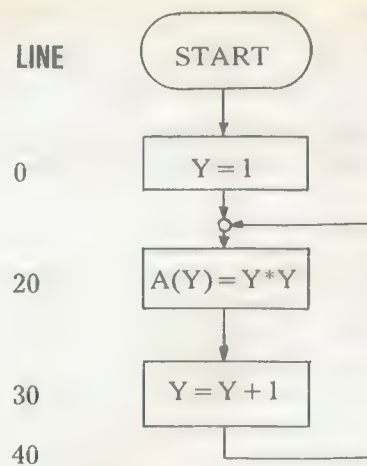 LINE
START
0 Y = 1
20 A(Y) = Y*Y
30 Y = Y + 1
40